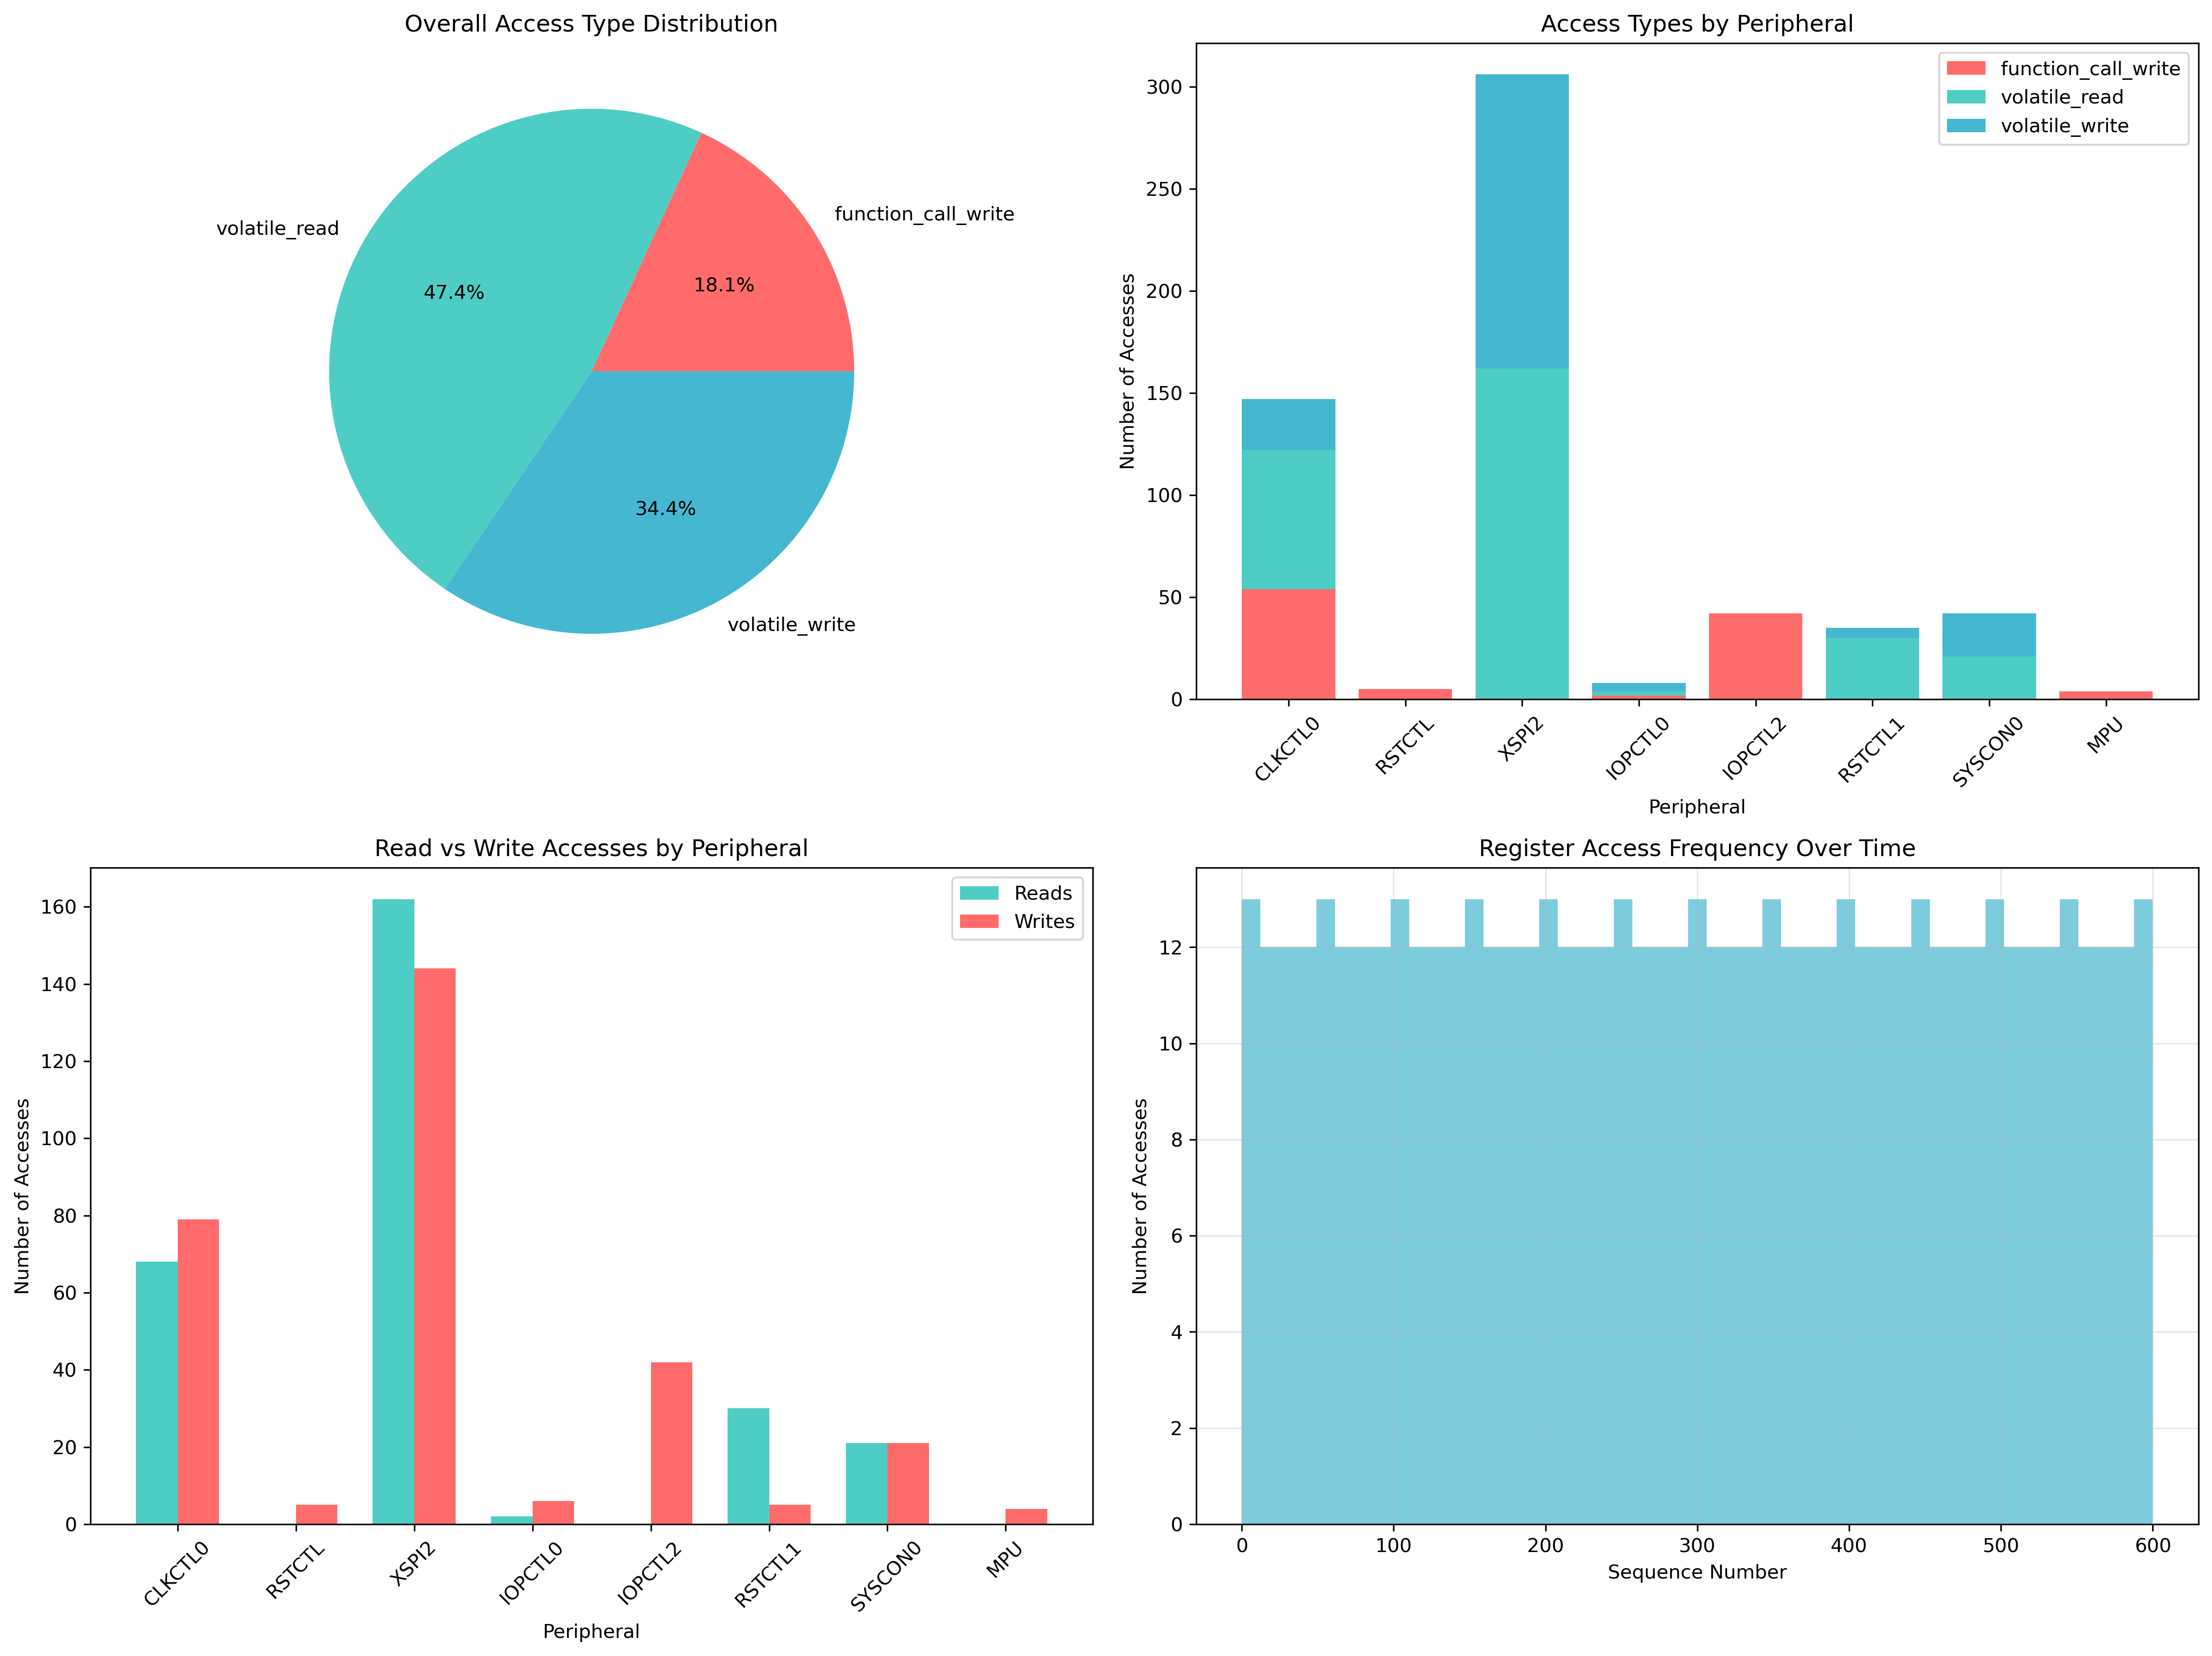 Overall Access Type Distribution
function_call_write
volatile_read
18.1%
47.4%
34.4%
volatile_write
Access Types by Peripheral
function_call_write
volatile_read
volatile_write
300
250
200
150
100
50
0
Number of Accesses
CLKCTL0
RSTCTL
XSPI2
IOPCTL0
IOPCTL2
RSTCTL1
SYSCON0
MPU
Peripheral
Read vs Write Accesses by Peripheral
Reads
Writes
160
140
120
100
80
60
40
20
0
Number of Accesses
CLKCTL0
RSTCTL
XSPI2
IOPCTL0
IOPCTL2
RSTCTL1
SYSCON0
MPU
Peripheral
Register Access Frequency Over Time
12
10
8
6
4
2
0
Number of Accesses
0 100 200 300 400 500 600
Sequence Number